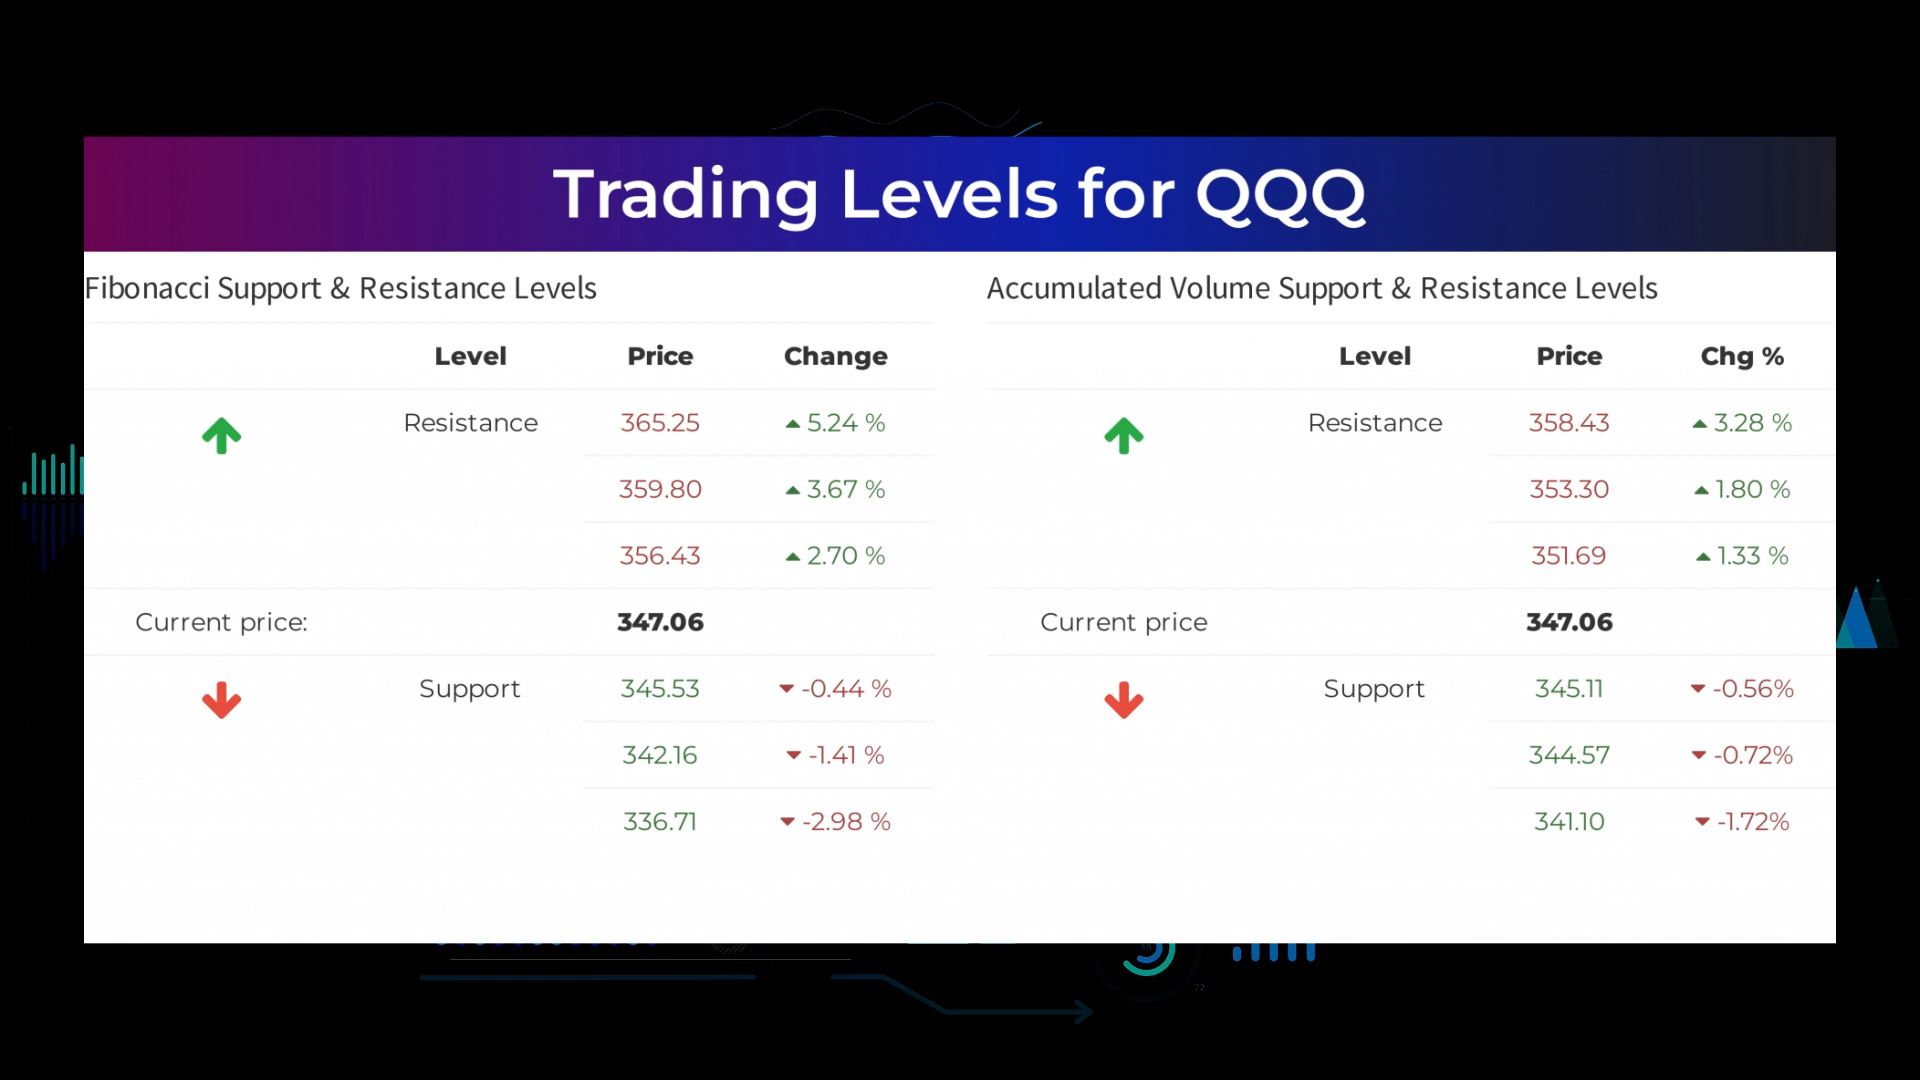 Trading Levels for QQQ
Fibonacci Support & Resistance Levels
Level Price Change
Resistance 365.25 5.24 %
359.80 3.67 %
356.43 2.70 %
Current price: 347.06
Support 345.53 -0.44 %
342.16 -1.41 %
336.71 -2.98 %
Accumulated Volume Support & Resistance Levels
Level Price Chg %
Resistance 358.43 3.28 %
353.30 1.80 %
351.69 1.33 %
Current price 347.06
Support 345.11 -0.56%
344.57 -0.72%
341.10 -1.72%